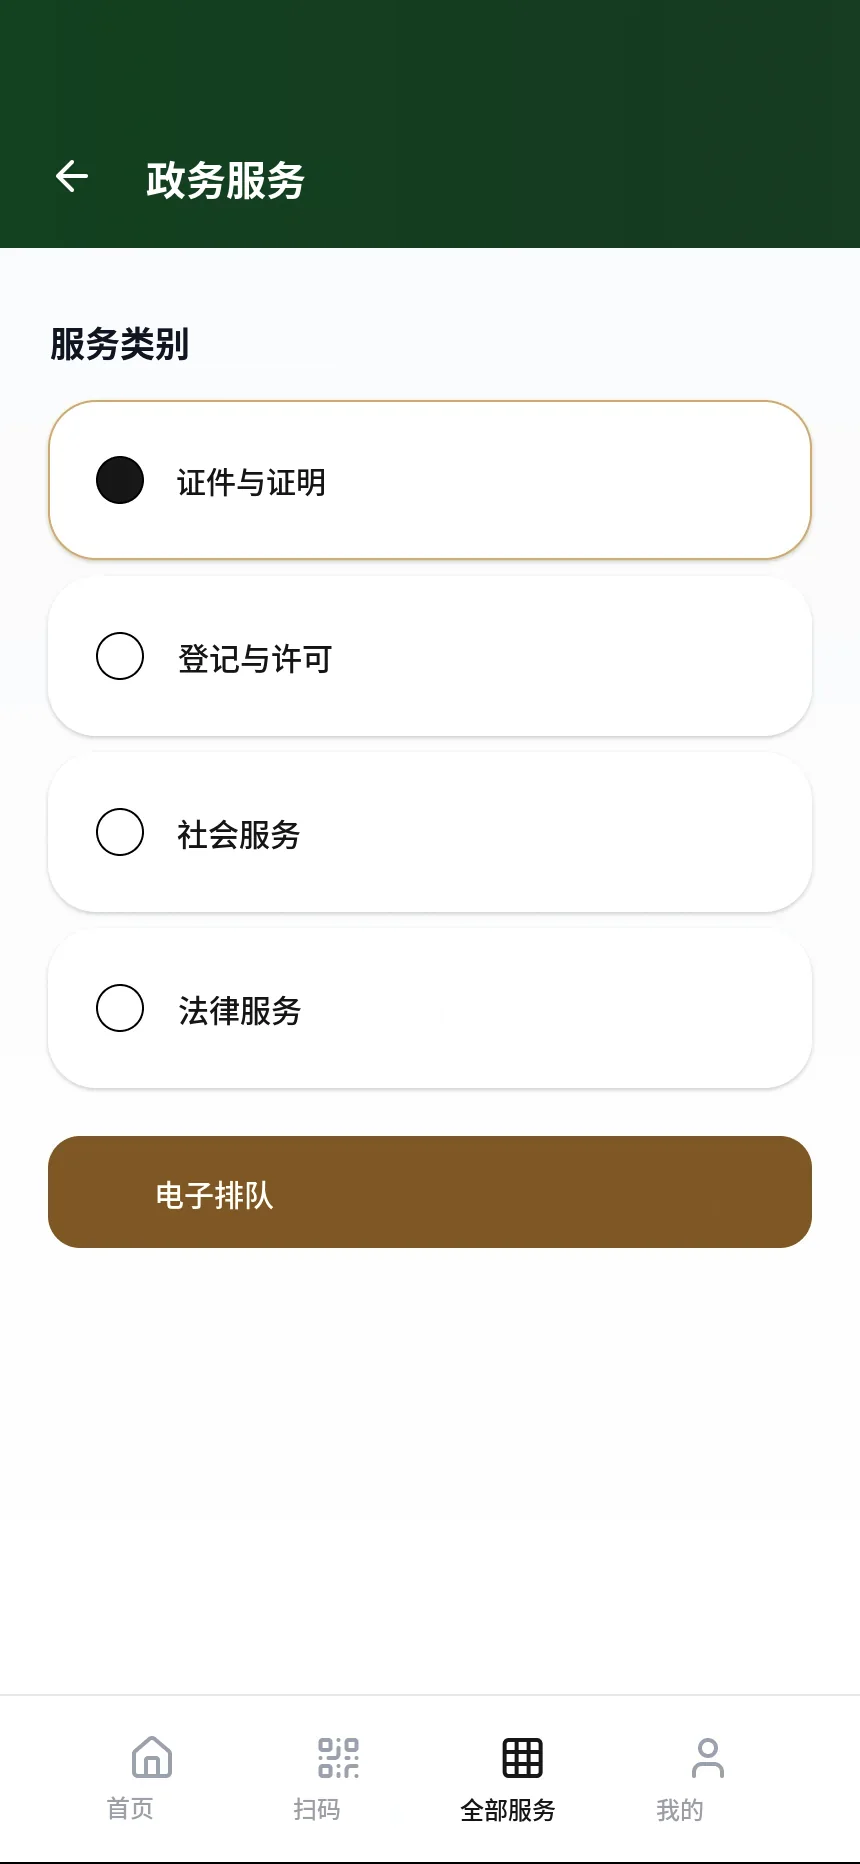 政务服务
服务类别
证件与证明
登记与许可
社会服务
法律服务
电子排队
首页
扫码
全部服务
我的